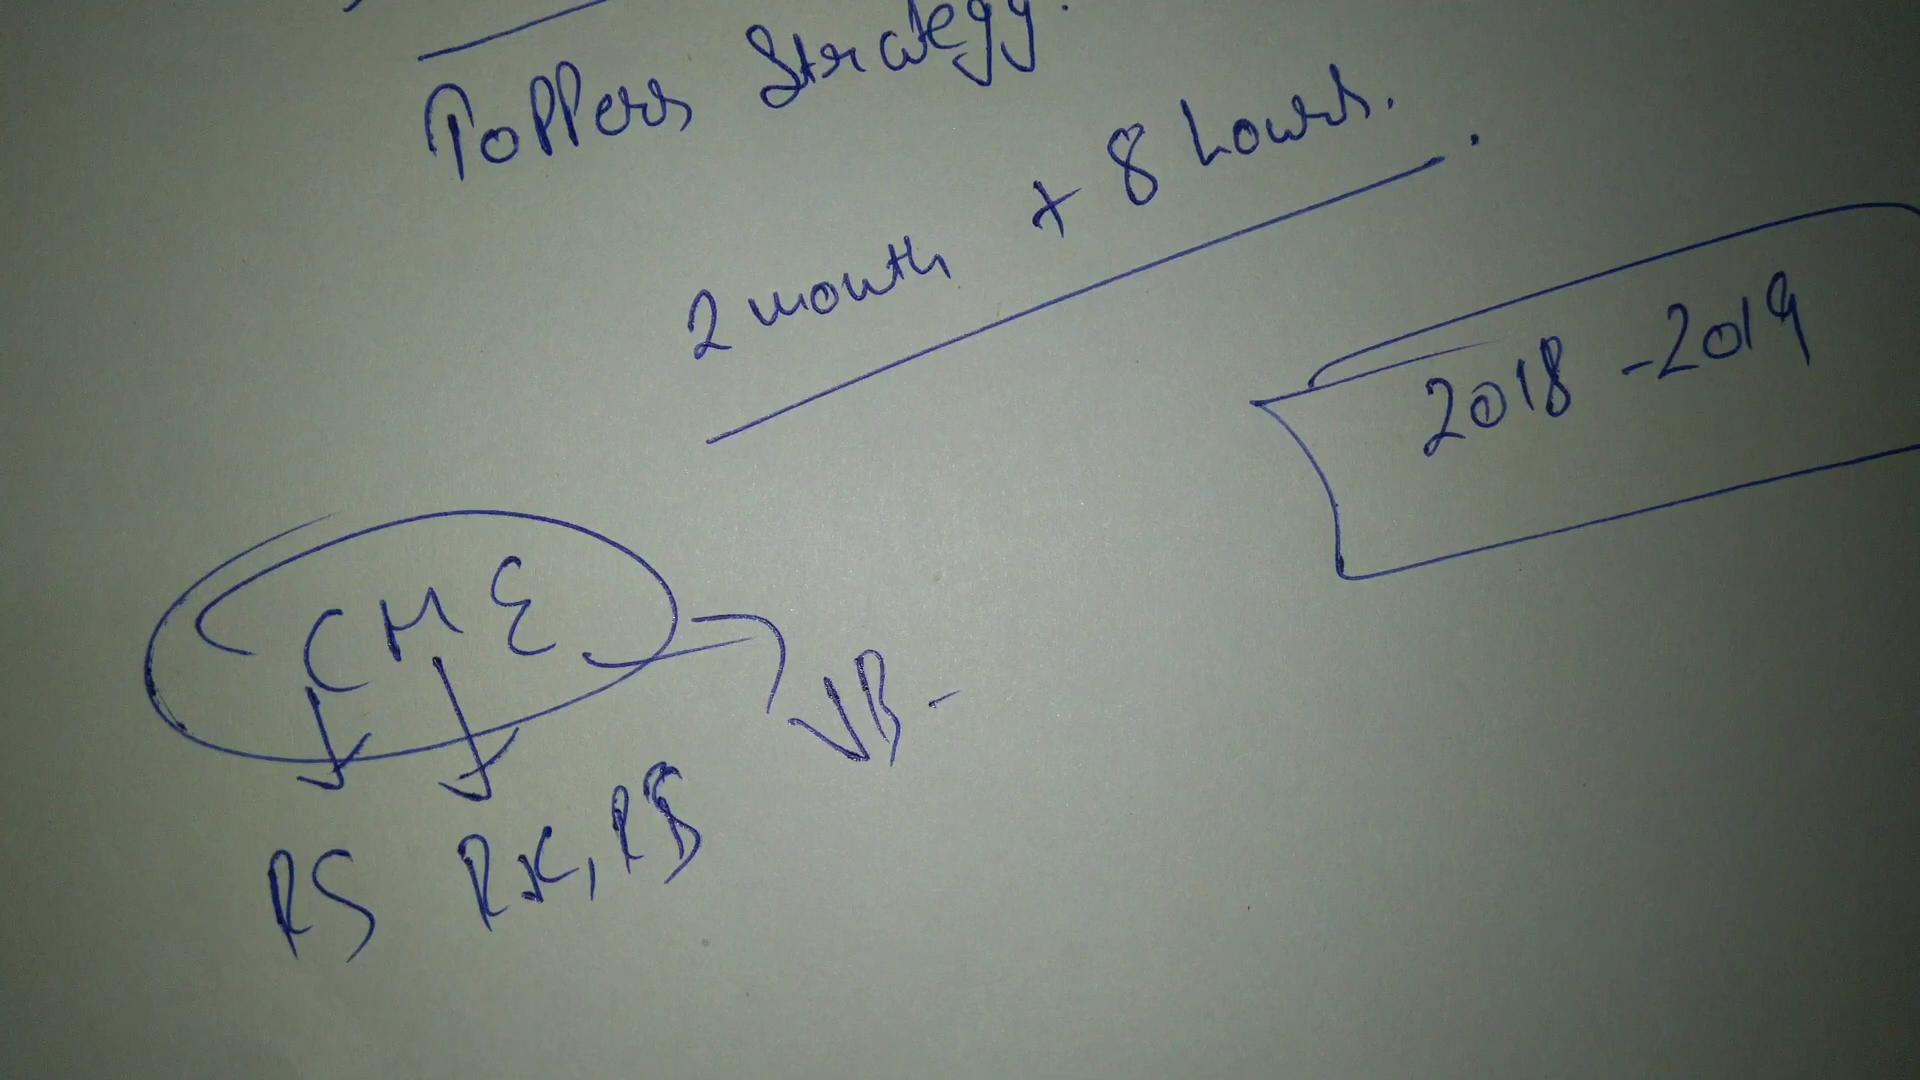 Toppers Strategy.
2 month + 8 hours.
2018 - 2019
CME
VB -
RS RK, RB